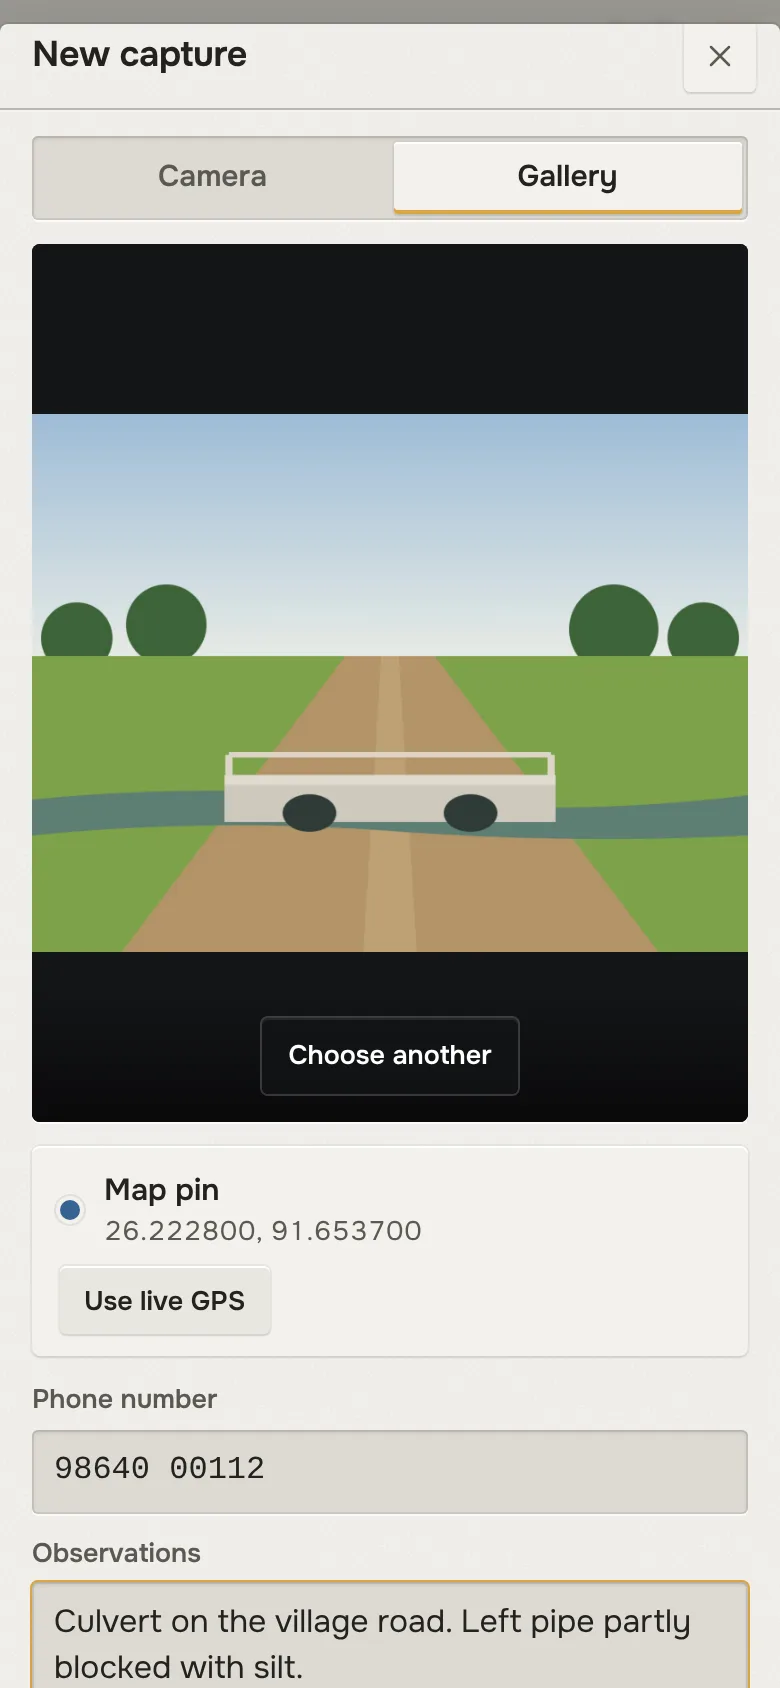 New capture
Camera
Gallery
Choose another
Map pin
26.222800, 91.653700
Use live GPS
Phone number
98640 00112
Observations
Culvert on the village road. Left pipe partly
blocked with silt.